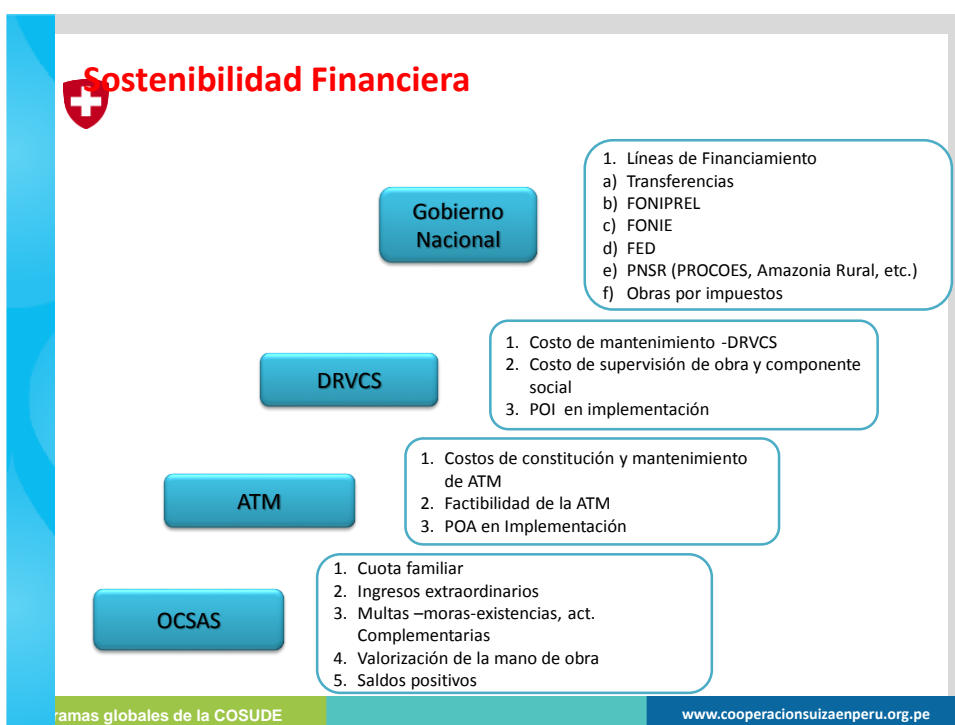 Sostenibilidad Financiera
Gobierno
Nacional
1. Líneas de Financiamiento
a) Transferencias
b) FONIPREL
c) FONIE
d) FED
e) PNSR (PROCOES, Amazonia Rural, etc.)
f) Obras por impuestos
DRVCS
1. Costo de mantenimiento -DRVCS
2. Costo de supervisión de obra y componente
social
3. POI en implementación
ATM
1. Costos de constitución y mantenimiento
de ATM
2. Factibilidad de la ATM
3. POA en Implementación
OCSAS
1. Cuota familiar
2. Ingresos extraordinarios
3. Multas –moras-existencias, act.
Complementarias
4. Valorización de la mano de obra
5. Saldos positivos
ramas globales de la COSUDE
www.cooperacionsuizaenperu.org.pe